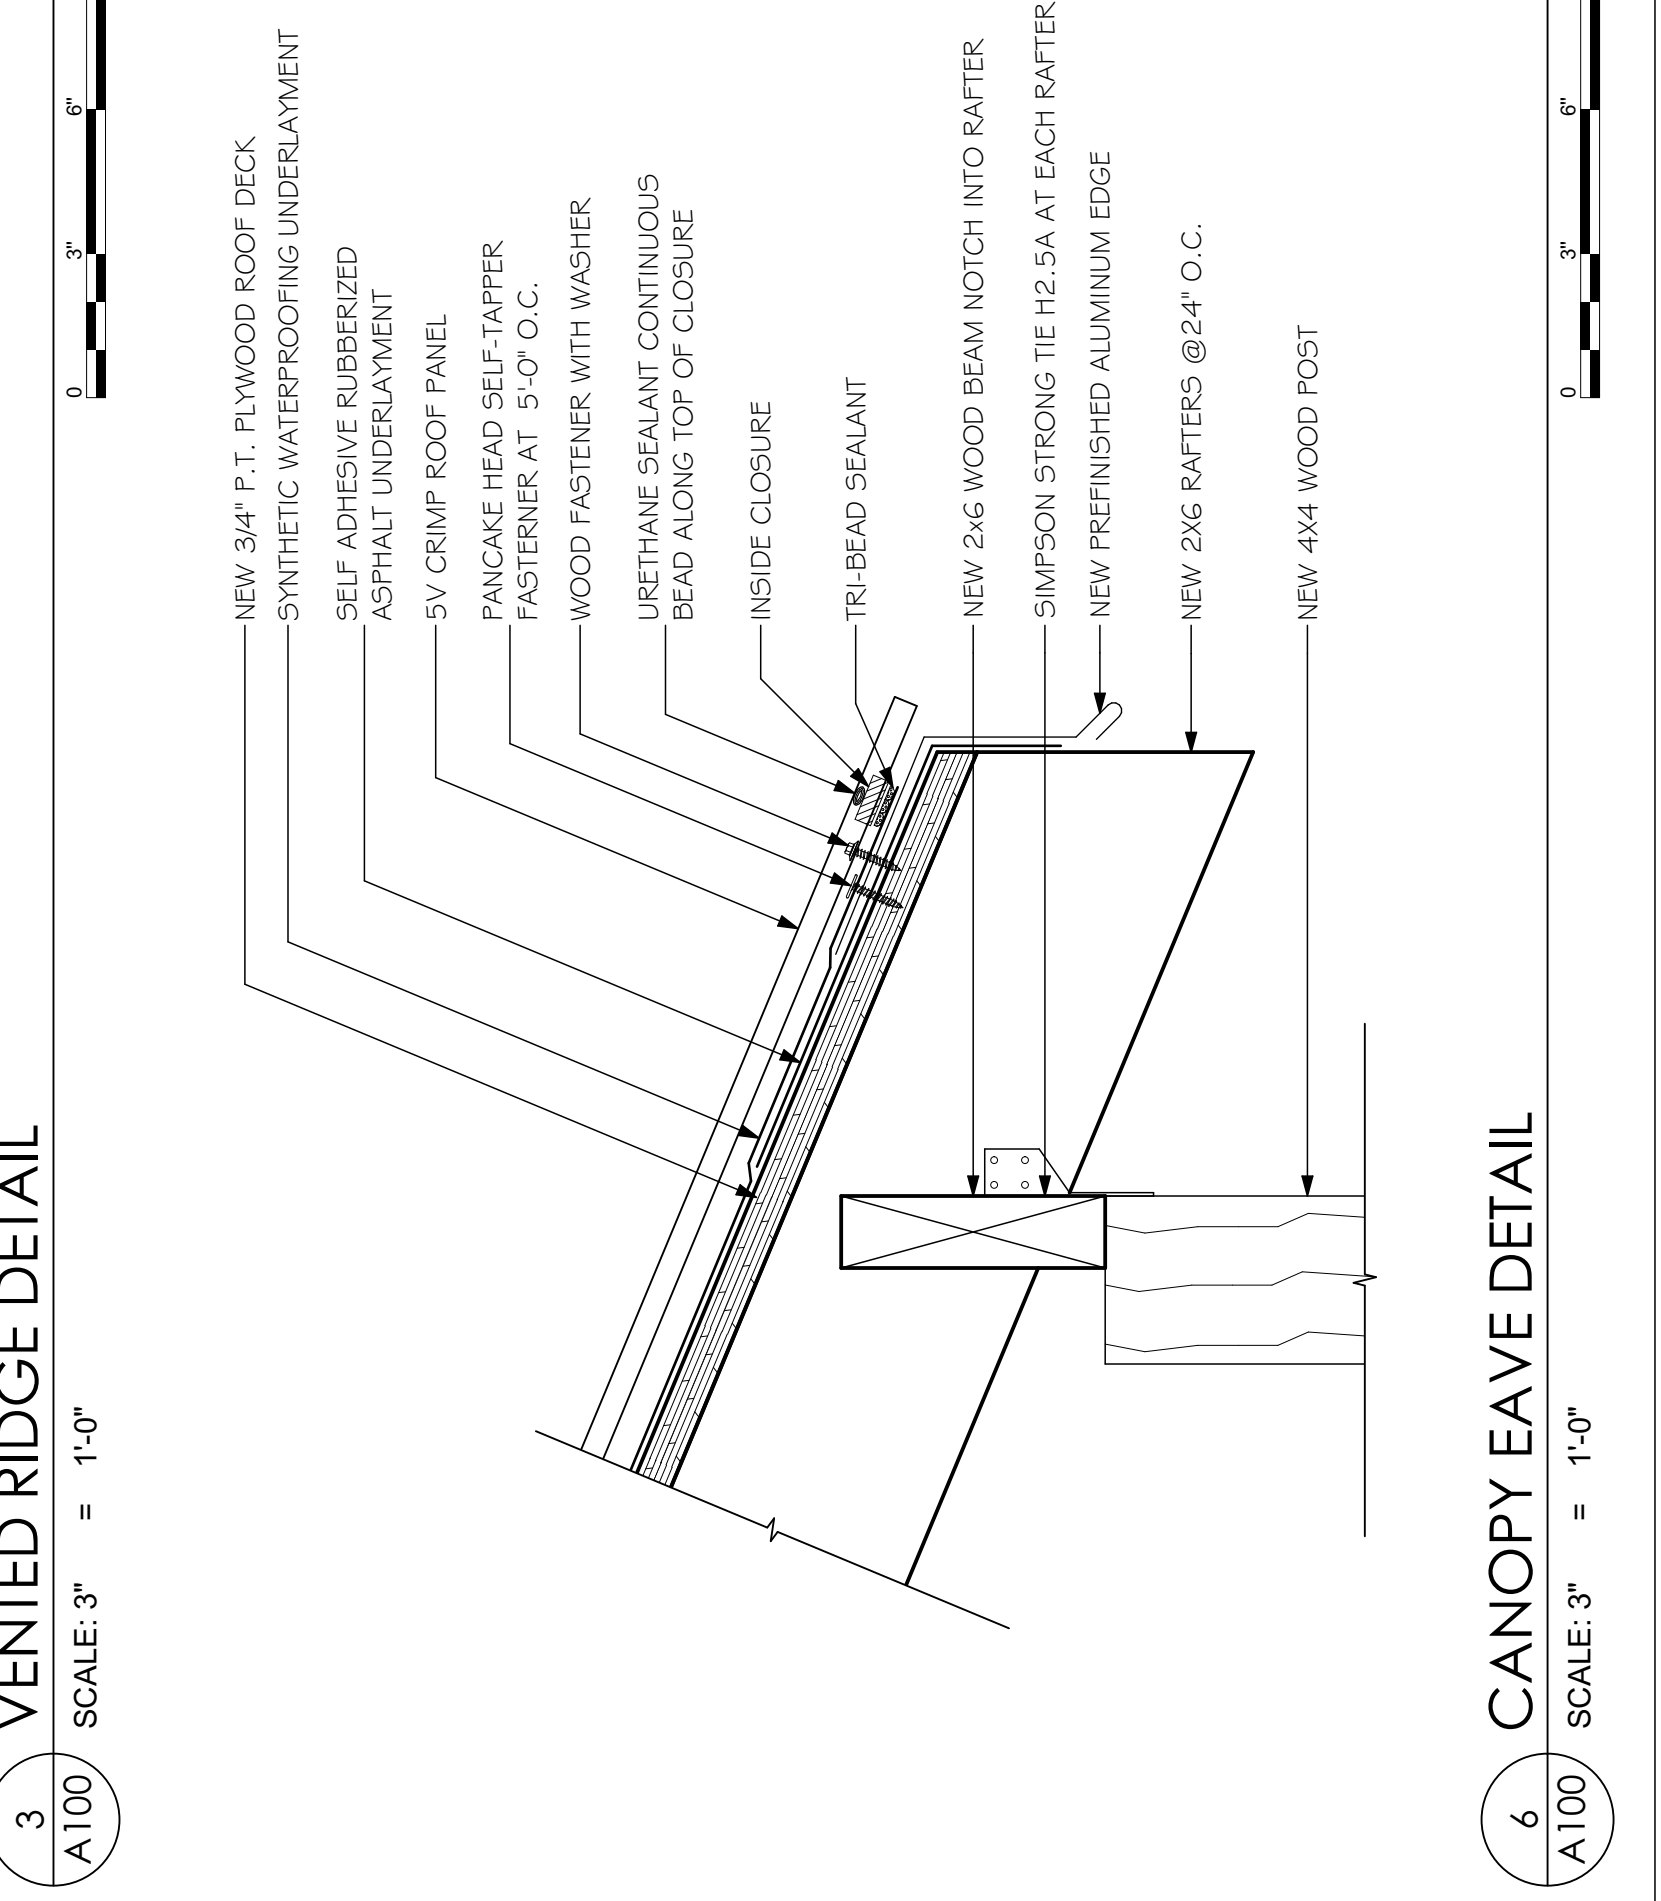 VENTED RIDGE DETAIL
3
A100
SCALE: 3" = 1'-0"
0 3" 6"
NEW 3/4" P.T. PLYWOOD ROOF DECK
SYNTHETIC WATERPROOFING UNDERLAYMENT
SELF ADHESIVE RUBBERIZED
ASPHALT UNDERLAYMENT
5V CRIMP ROOF PANEL
PANCAKE HEAD SELF-TAPPER
FASTERNER AT 5'-0" O.C.
WOOD FASTENER WITH WASHER
URETHANE SEALANT CONTINUOUS
BEAD ALONG TOP OF CLOSURE
INSIDE CLOSURE
TRI-BEAD SEALANT
NEW 2x6 WOOD BEAM NOTCH INTO RAFTER
SIMPSON STRONG TIE H2.5A AT EACH RAFTER
NEW PREFINISHED ALUMINUM EDGE
NEW 2X6 RAFTERS @24" O.C.
NEW 4X4 WOOD POST
CANOPY EAVE DETAIL
6
A100
SCALE: 3" = 1'-0"
0 3" 6"